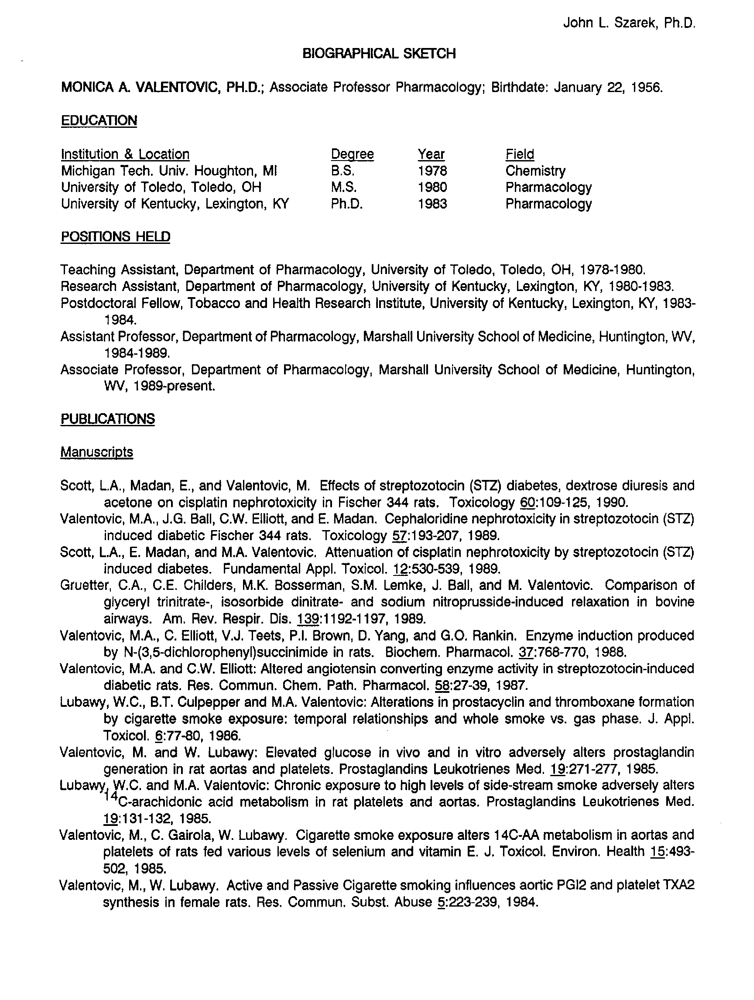 John L. Szarek, Ph.D.
BIOGRAPHICAL SKETCH
MONICA A. VALENTOVIC, PH.D.; Associate Professor Pharmacology; Birthdate: January 22, 1956.
EDUCATION
Institution & Location Degree Year Field
Michigan Tech. Univ. Houghton, MI B.S. 1978 Chemistry
University of Toledo, Toledo, OH M.S. 1980 Pharmacology
University of Kentucky, Lexington, KY Ph.D. 1983 Pharmacology
POSITIONS HELD
Teaching Assistant, Department of Pharmacology, University of Toledo, Toledo, OH, 1978-1980.
Research Assistant, Department of Pharmacology, University of Kentucky, Lexington, KY, 1980-1983.
Postdoctoral Fellow, Tobacco and Health Research Institute, University of Kentucky, Lexington, KY, 1983-
1984.
Assistant Professor, Department of Pharmacology, Marshall University School of Medicine, Huntington, WV,
1984-1989.
Associate Professor, Department of Pharmacology, Marshall University School of Medicine, Huntington,
WV, 1989-present.
PUBLICATIONS
Manuscripts
Scott, L.A., Madan, E., and Valentovic, M. Effects of streptozotocin (STZ) diabetes, dextrose diuresis and
acetone on cisplatin nephrotoxicity in Fischer 344 rats. Toxicology 60:109-125, 1990.
Valentovic, M.A., J.G. Ball, C.W. Elliott, and E. Madan. Cephaloridine nephrotoxicity in streptozotocin (STZ)
induced diabetic Fischer 344 rats. Toxicology 57:193-207, 1989.
Scott, L.A., E. Madan, and M.A. Valentovic. Attenuation of cisplatin nephrotoxicity by streptozotocin (STZ)
induced diabetes. Fundamental Appl. Toxicol. 12:530-539, 1989.
Gruetter, C.A., C.E. Childers, M.K. Bosserman, S.M. Lemke, J. Ball, and M. Valentovic. Comparison of
glyceryl trinitrate-, isosorbide dinitrate- and sodium nitroprusside-induced relaxation in bovine
airways. Am. Rev. Respir. Dis. 139:1192-1197, 1989.
Valentovic, M.A., C. Elliott, V.J. Teets, P.I. Brown, D. Yang, and G.O. Rankin. Enzyme induction produced
by N-(3,5-dichlorophenyl)succinimide in rats. Biochem. Pharmacol. 37:768-770, 1988.
Valentovic, M.A. and C.W. Elliott: Altered angiotensin converting enzyme activity in streptozotocin-induced
diabetic rats. Res. Commun. Chem. Path. Pharmacol. 58:27-39, 1987.
Lubawy, W.C., B.T. Culpepper and M.A. Valentovic: Alterations in prostacyclin and thromboxane formation
by cigarette smoke exposure: temporal relationships and whole smoke vs. gas phase. J. Appl.
Toxicol. 6:77-80, 1986.
Valentovic, M. and W. Lubawy: Elevated glucose in vivo and in vitro adversely alters prostaglandin
generation in rat aortas and platelets. Prostaglandins Leukotrienes Med. 19:271-277, 1985.
Lubawy, W.C. and M.A. Valentovic: Chronic exposure to high levels of side-stream smoke adversely alters
14C-arachidonic acid metabolism in rat platelets and aortas. Prostaglandins Leukotrienes Med.
19:131-132, 1985.
Valentovic, M., C. Gairola, W. Lubawy. Cigarette smoke exposure alters 14C-AA metabolism in aortas and
platelets of rats fed various levels of selenium and vitamin E. J. Toxicol. Environ. Health 15:493-
502, 1985.
Valentovic, M., W. Lubawy. Active and Passive Cigarette smoking influences aortic PGI2 and platelet TXA2
synthesis in female rats. Res. Commun. Subst. Abuse 5:223-239, 1984.